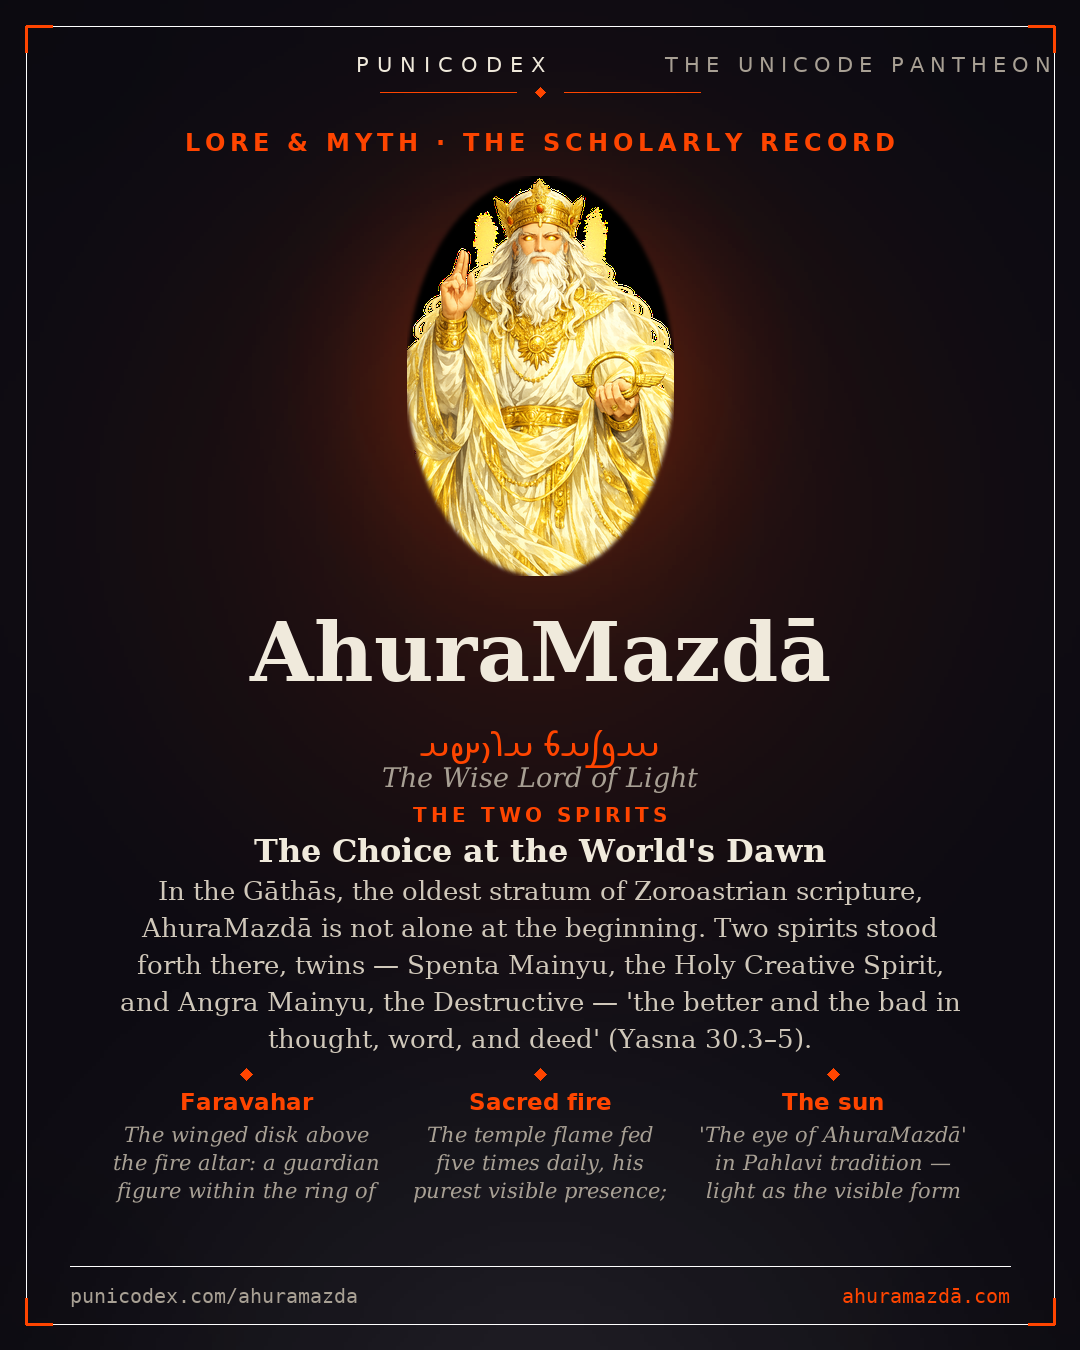 PUNICODEX THE UNICODE PANTHEON
LORE & MYTH · THE SCHOLARLY RECORD
AhuraMazdā
𐬀𐬵𐬎𐬭𐬀 𐬨𐬀𐬰𐬛𐬁
The Wise Lord of Light
THE TWO SPIRITS
The Choice at the World's Dawn
In the Gāthās, the oldest stratum of Zoroastrian scripture,
AhuraMazdā is not alone at the beginning. Two spirits stood
forth there, twins — Spenta Mainyu, the Holy Creative Spirit,
and Angra Mainyu, the Destructive — 'the better and the bad in
thought, word, and deed' (Yasna 30.3–5).
Faravahar
The winged disk above
the fire altar: a guardian
figure within the ring of
Sacred fire
The temple flame fed
five times daily, his
purest visible presence;
The sun
'The eye of AhuraMazdā'
in Pahlavi tradition —
light as the visible form
punicodex.com/ahuramazda
ahuramazdā.com